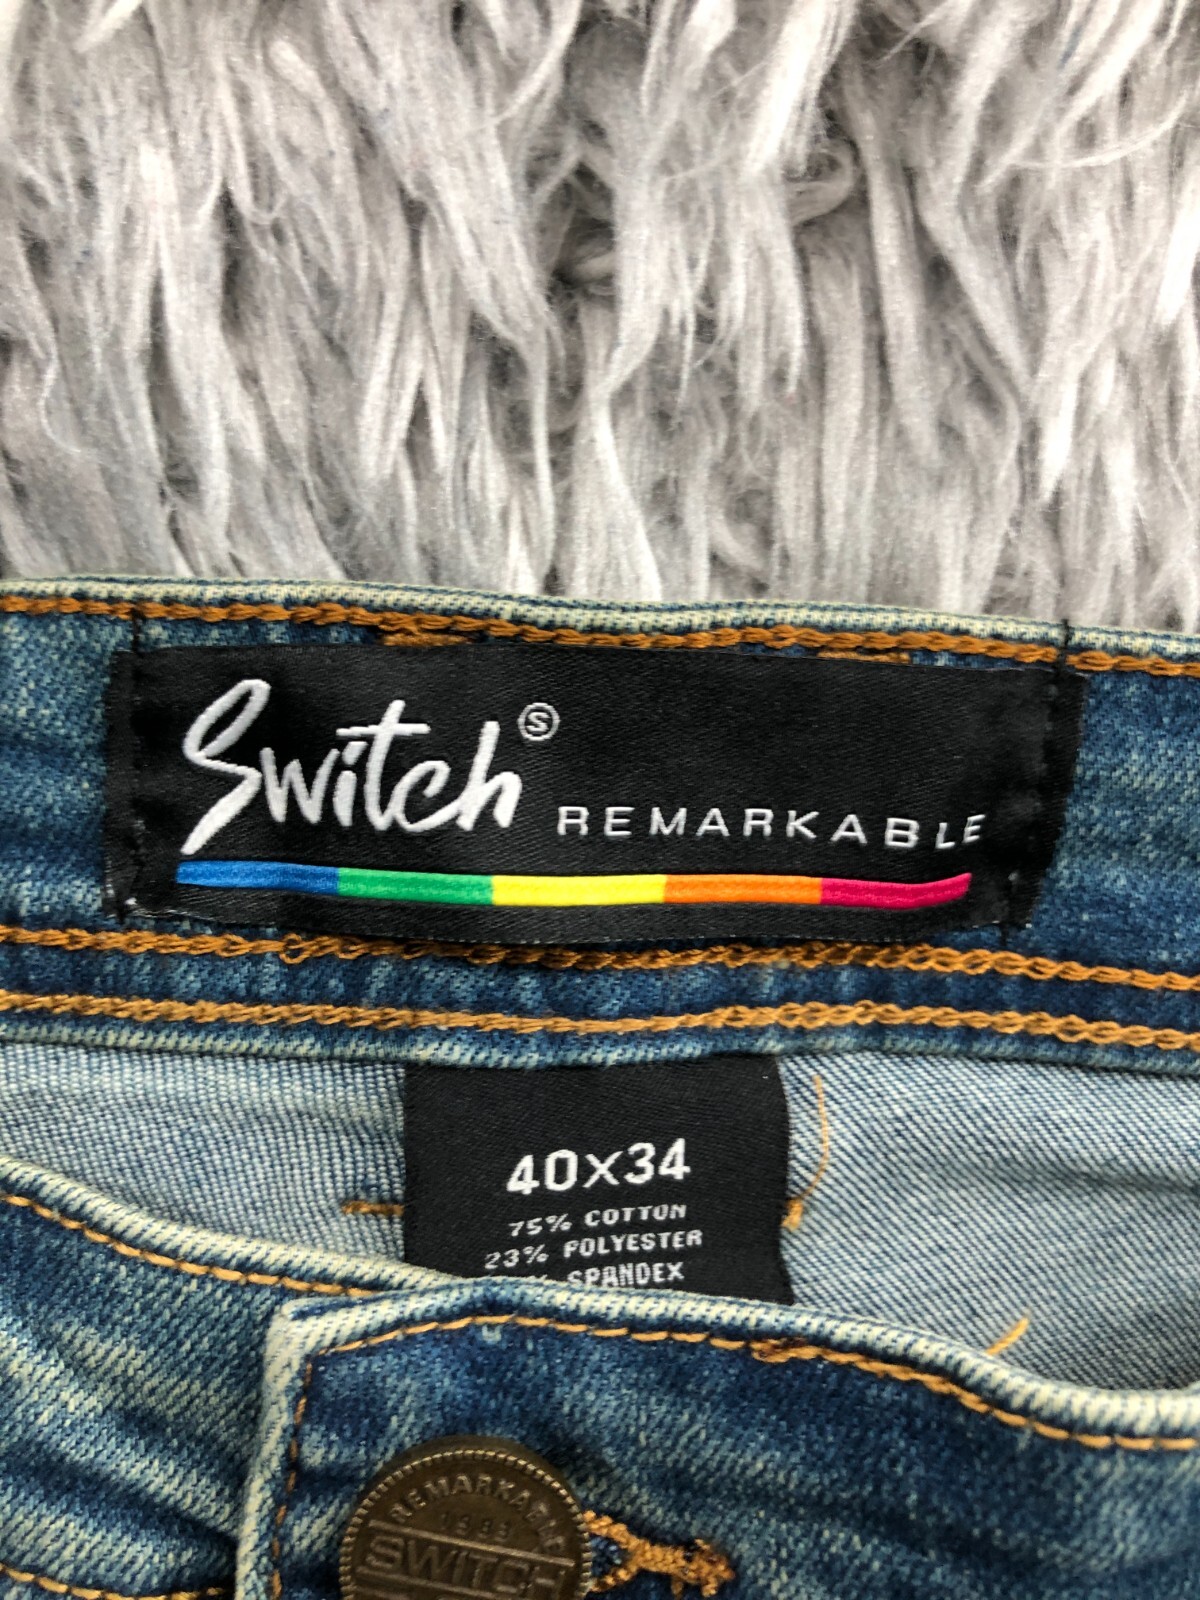 Switch Ⓢ
REMARKABLE
40x34
75% COTTON
23% POLYESTER
% SPANDEX
REMARKABLE
SWITCH